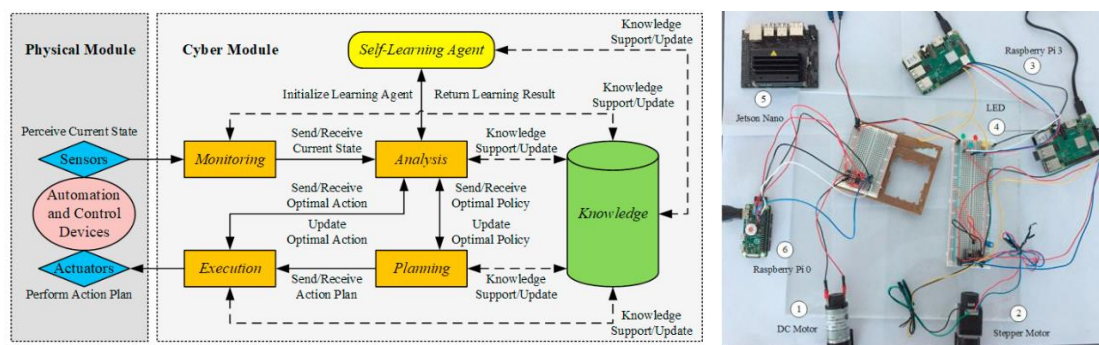 Physical Module
Cyber Module
Self-Learning Agent
Knowledge
Support/Update
Initialize Learning Agent
Return Learning Result
Knowledge
Support/Update
Perceive Current State
Sensors
Monitoring
Send/Receive
Current State
Analysis
Knowledge
Support/Update
Automation
and Control
Devices
Send/Receive
Optimal Action
Update
Optimal Action
Send/Receive
Optimal Policy
Update
Optimal Policy
Knowledge
Actuators
Perform Action Plan
Execution
Send/Receive
Action Plan
Planning
Knowledge
Support/Update
Knowledge
Support/Update
Raspberry Pi 3
3
5
Jetson Nano
LED
4
6
Raspberry Pi 0
1
DC Motor
2
Stepper Motor